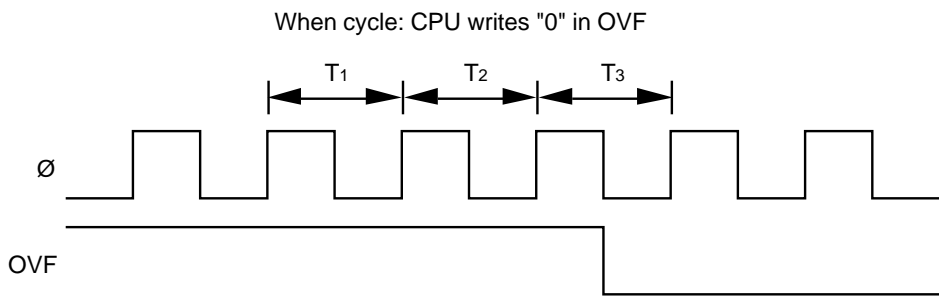 When cycle: CPU writes "0" in OVF
T1 T2 T3
Ø
OVF